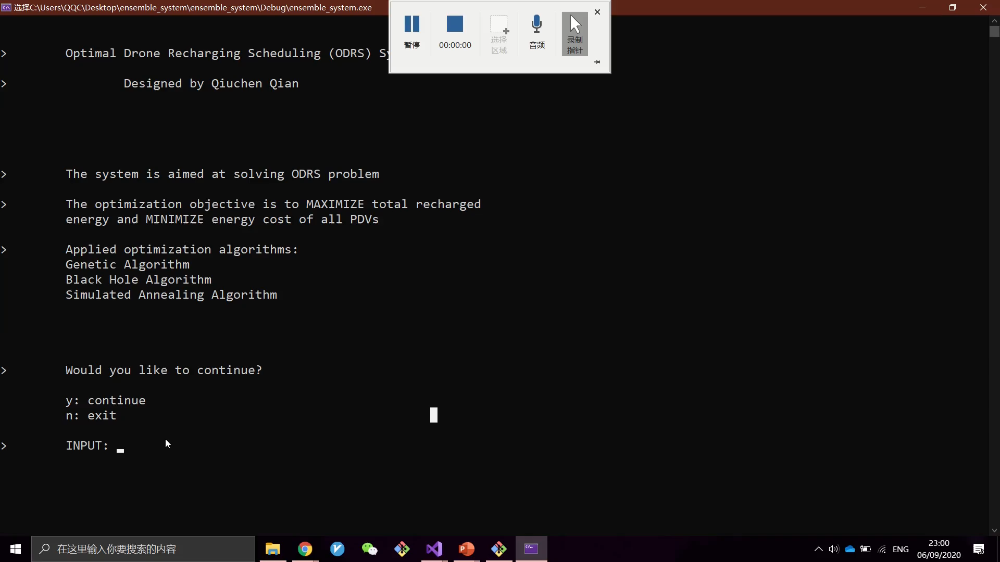 选择C:\Users\QQC\Desktop\ensemble_system\ensemble_system\Debug\ensemble_system.exe
暂停
00:00:00
选择
区域
音频
录制
指针
> Optimal Drone Recharging Scheduling (ODRS)
> Designed by Qiuchen Qian
> The system is aimed at solving ODRS problem
> The optimization objective is to MAXIMIZE total recharged
energy and MINIMIZE energy cost of all PDVs
> Applied optimization algorithms:
Genetic Algorithm
Black Hole Algorithm
Simulated Annealing Algorithm
> Would you like to continue?
y: continue
n: exit
> INPUT:
在这里输入你要搜索的内容
ENG
23:00
06/09/2020